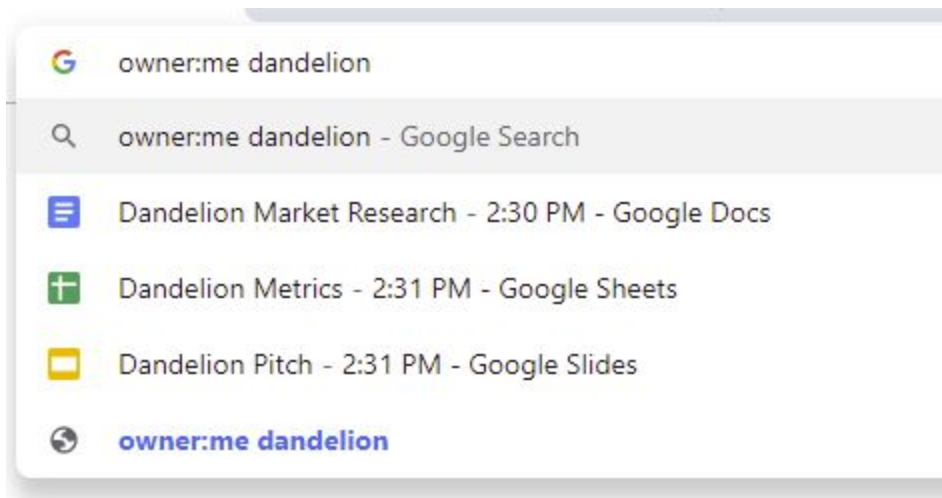 owner:me dandelion
owner:me dandelion - Google Search
Dandelion Market Research - 2:30 PM - Google Docs
Dandelion Metrics - 2:31 PM - Google Sheets
Dandelion Pitch - 2:31 PM - Google Slides
owner:me dandelion